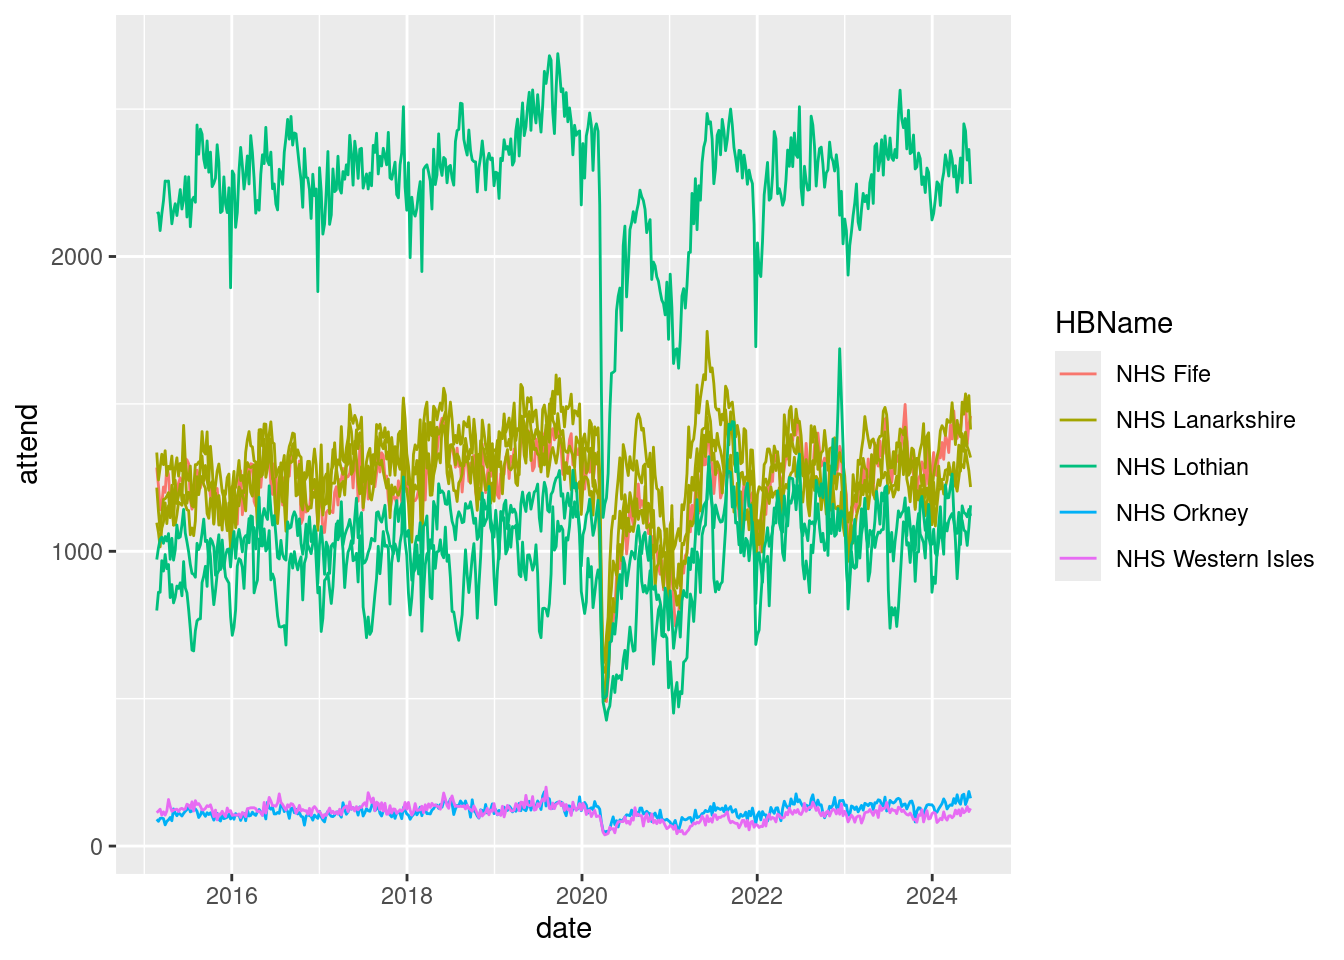 2000
1000
0
attend
2016 2018 2020 2022 2024
date
HBName
NHS Fife
NHS Lanarkshire
NHS Lothian
NHS Orkney
NHS Western Isles